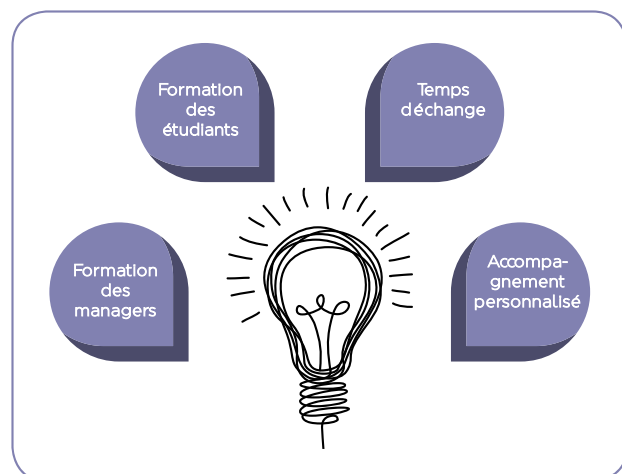 Formation
des
étudiants
Temps
déchange
Formation
des
managers
Accompa-
gnement
personnalisé